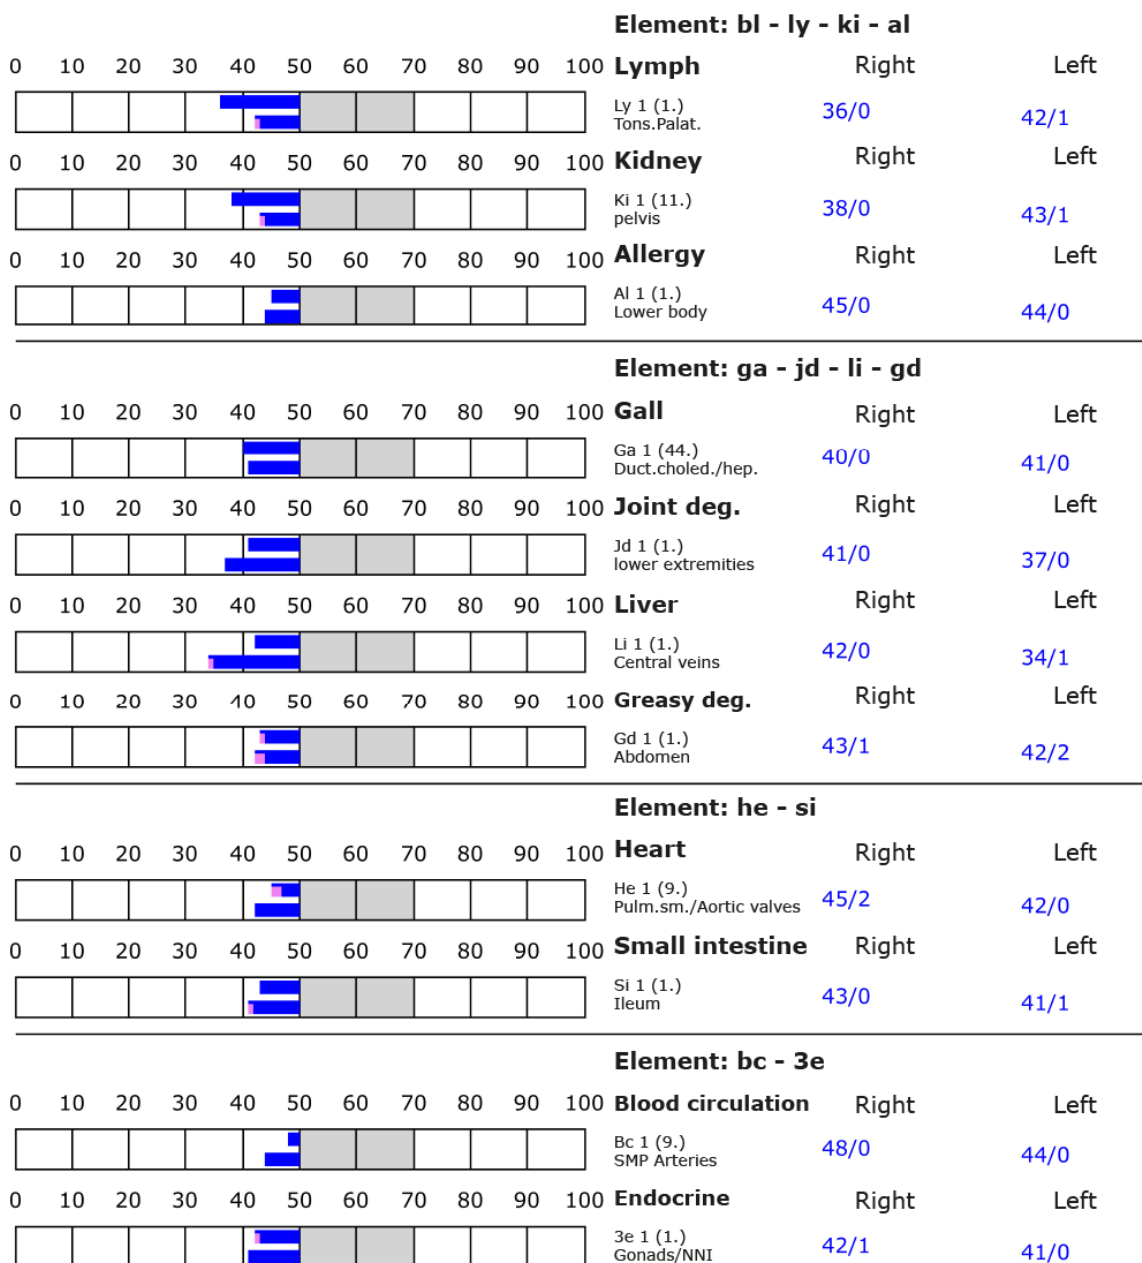 Element: bl - ly - ki - al
0 10 20 30 40 50 60 70 80 90 100 Lymph Right Left
Ly 1 (1.) 36/0 42/1
Tons.Palat.
0 10 20 30 40 50 60 70 80 90 100 Kidney Right Left
Ki 1 (11.) 38/0 43/1
pelvis
0 10 20 30 40 50 60 70 80 90 100 Allergy Right Left
Al 1 (1.) 45/0 44/0
Lower body
Element: ga - jd - li - gd
0 10 20 30 40 50 60 70 80 90 100 Gall Right Left
Ga 1 (44.) 40/0 41/0
Duct.choled./hep.
0 10 20 30 40 50 60 70 80 90 100 Joint deg. Right Left
Jd 1 (1.) 41/0 37/0
lower extremities
0 10 20 30 40 50 60 70 80 90 100 Liver Right Left
Li 1 (1.) 42/0 34/1
Central veins
0 10 20 30 40 50 60 70 80 90 100 Greasy deg. Right Left
Gd 1 (1.) 43/1 42/2
Abdomen
Element: he - si
0 10 20 30 40 50 60 70 80 90 100 Heart Right Left
He 1 (9.) 45/2 42/0
Pulm.sm./Aortic valves
0 10 20 30 40 50 60 70 80 90 100 Small intestine Right Left
Si 1 (1.) 43/0 41/1
Ileum
Element: bc - 3e
0 10 20 30 40 50 60 70 80 90 100 Blood circulation Right Left
Bc 1 (9.) 48/0 44/0
SMP Arteries
0 10 20 30 40 50 60 70 80 90 100 Endocrine Right Left
3e 1 (1.) 42/1 41/0
Gonads/NNI